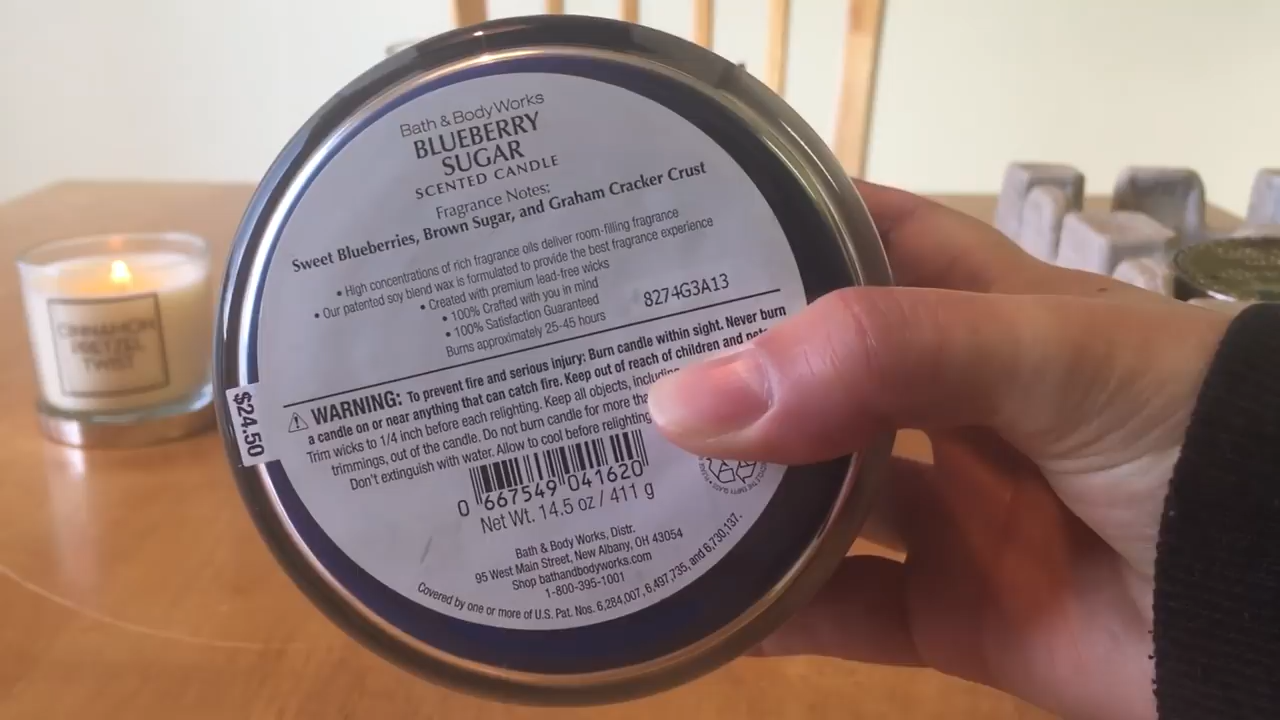 Bath & Body Works
BLUEBERRY
SUGAR
SCENTED CANDLE
Fragrance Notes:
Sweet Blueberries, Brown Sugar, and Graham Cracker Crust
• High concentrations of rich fragrance oils deliver room-filling fragrance
• Our patented soy blend wax is formulated to provide the best fragrance experience
• Created with premium lead-free wicks
• 100% Crafted with you in mind
• 100% Satisfaction Guaranteed
Burns approximately 25-45 hours
8274G3A13
WARNING: To prevent fire and serious injury: Burn candle within sight. Never burn
a candle on or near anything that can catch fire. Keep out of reach of children and
Trim wicks to 1/4 inch before each relighting. Keep all objects,
trimmings, out of the candle. Do not burn candle for more
Don't extinguish with water. Allow to cool before relighting
0 667549 041620
Net Wt. 14.5 oz / 411 g
Bath & Body Works, Distr.
95 West Main Street, New Albany, OH 43054
Shop bathandbodyworks.com
1-800-395-1001
Covered by one or more of U.S. Pat. Nos. 6,284,007, 6,497,735, and 6,730,137.
$24.50
CINNAMON
PRETZEL
TWIST